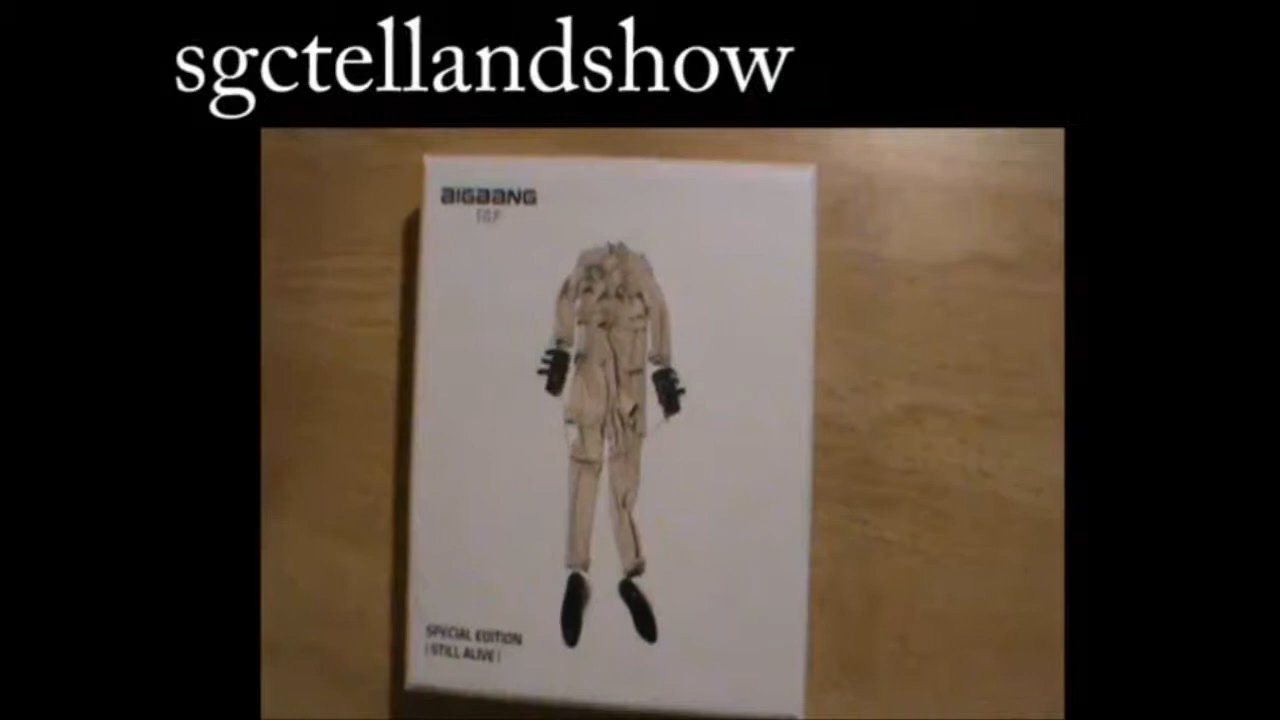 sgctellandshow
BIGBANG
T.O.P
SPECIAL EDITION
[STILL ALIVE]